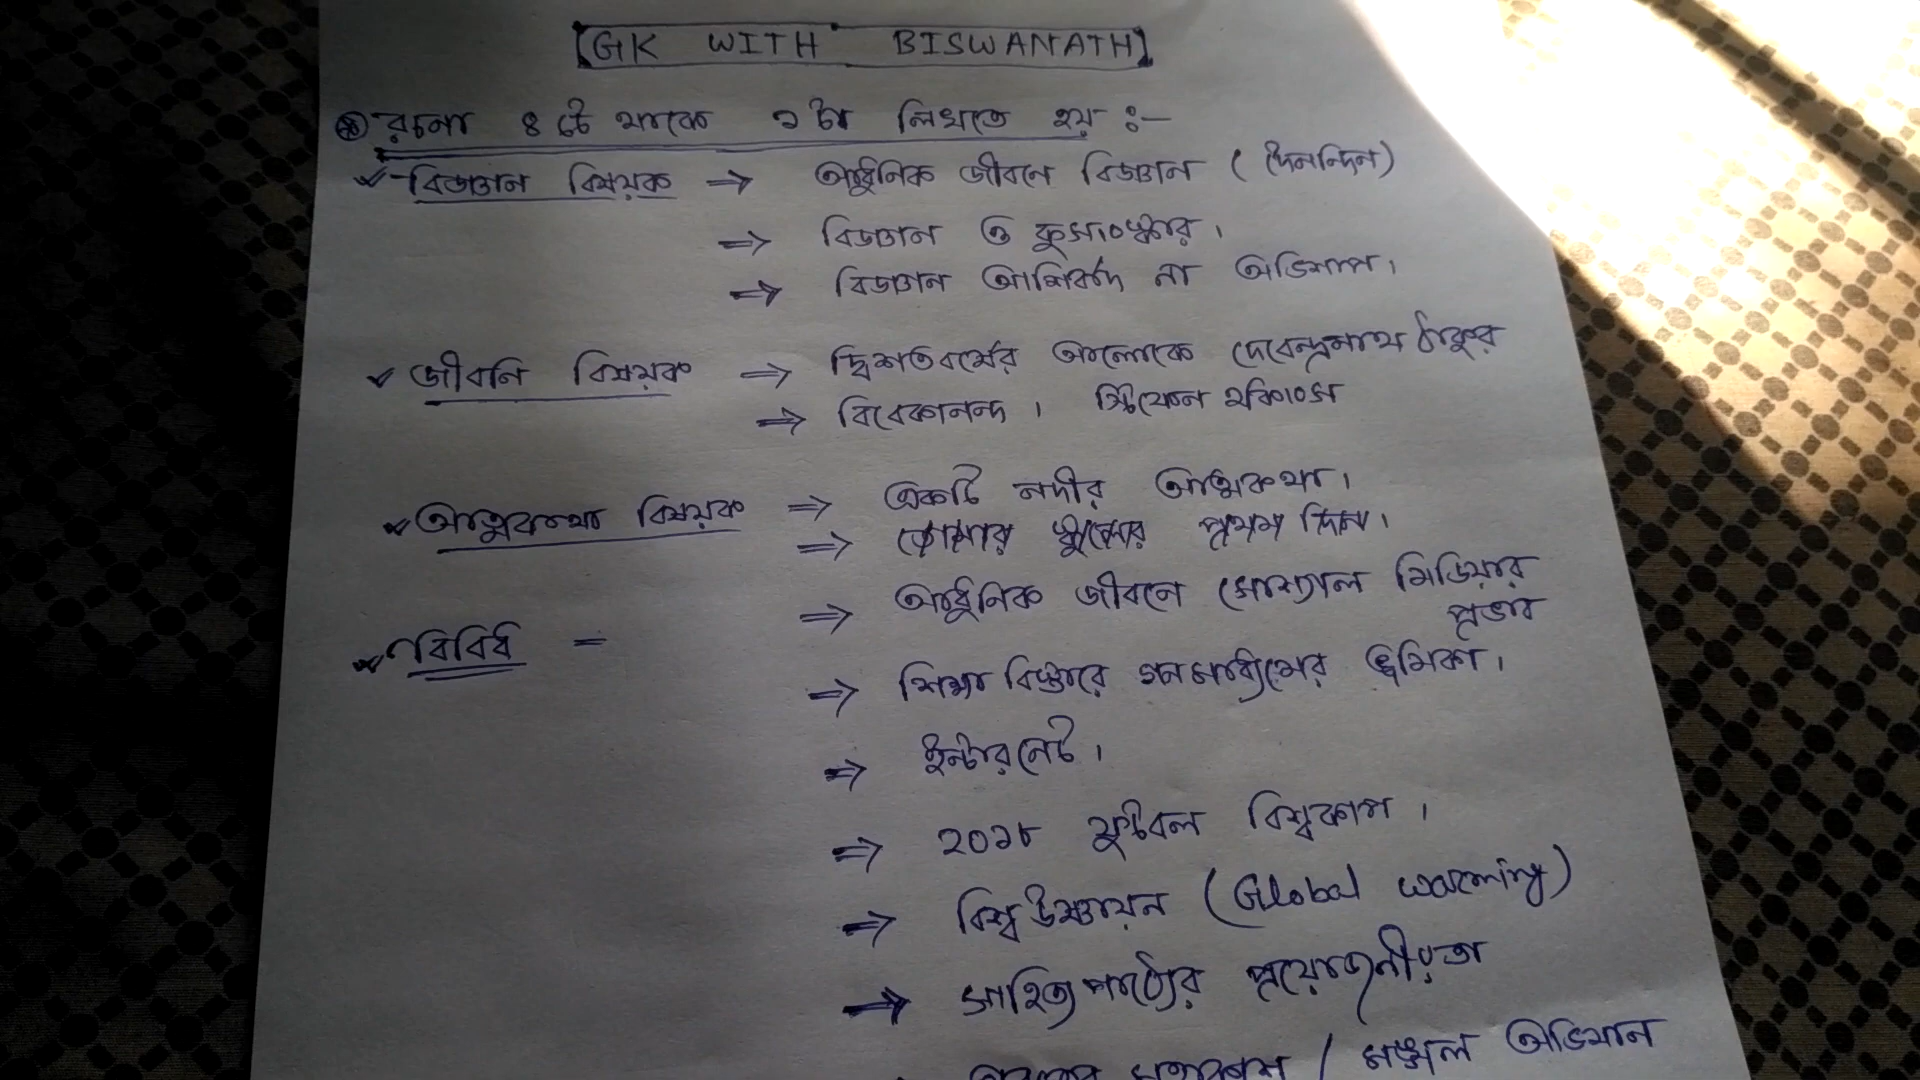 GK WITH BISWANATH
রচনা ৪টে থাকে ১টা লিখতে হয় :-
বিজ্ঞান বিষয়ক ⇒ আধুনিক জীবনে বিজ্ঞান (দৈনন্দিন)
⇒ বিজ্ঞান ও কুসংস্কার।
⇒ বিজ্ঞান আশির্বাদ না অভিশাপ।
জীবনি বিষয়ক ⇒ দ্বিশতবর্ষের আলোকে দেবেন্দ্রনাথ ঠাকুর
⇒ বিবেকানন্দ। স্টিফেন হকিংস
আত্মকথা বিষয়ক ⇒ একটি নদীর আত্মকথা।
⇒ তোমার স্কুলের প্রথম দিন।
⇒ আধুনিক জীবনে সোশ্যাল মিডিয়ার
প্রভাব
বিবিধ =
⇒ শিক্ষা বিস্তারে গনমাধ্যমের ভূমিকা।
⇒ ইন্টারনেট।
⇒ ২০১৮ ফুটবল বিশ্বকাপ।
⇒ বিশ্ব উষ্ণায়ন (Global warming)
⇒ সাহিত্য পাঠের প্রয়োজনীয়তা
/ মঙ্গল অভিযান